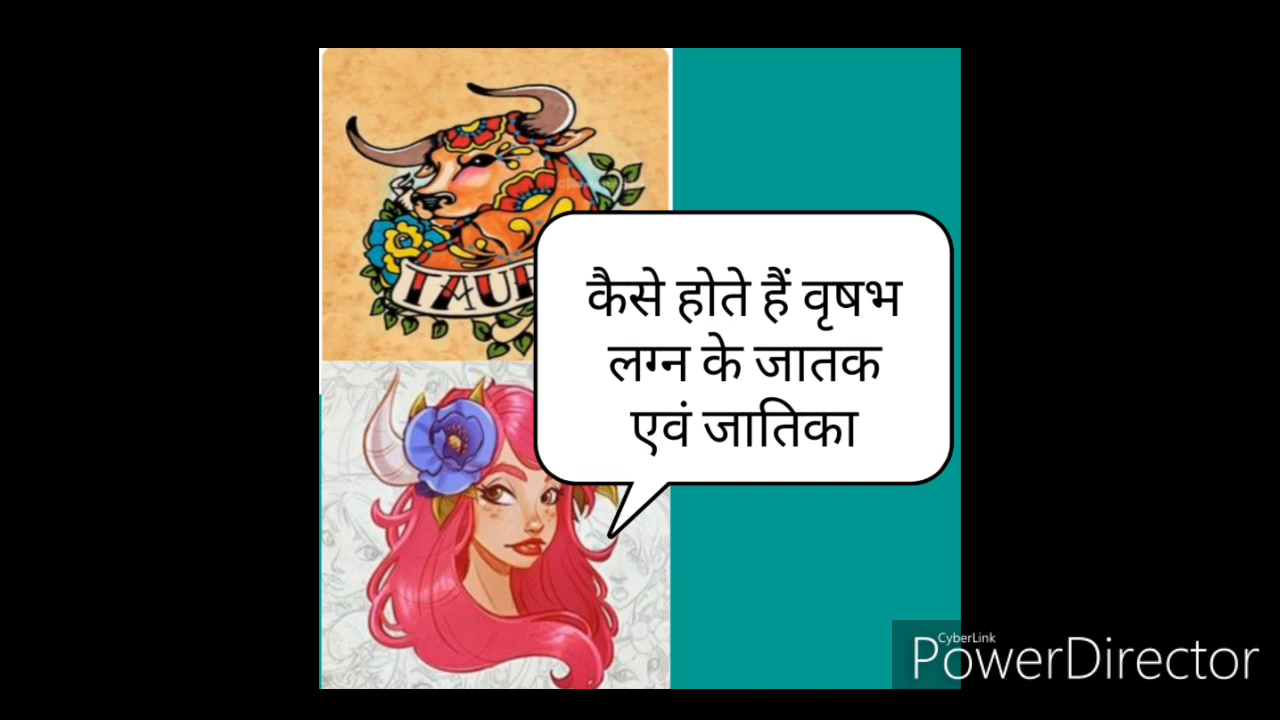 कैसे होते हैं वृषभ
लग्न के जातक
एवं जातिका
CyberLink
PowerDirector